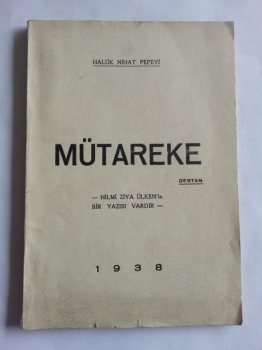 HALÛK NİHAT PEPEYİ
MÜTAREKE
DESTAN
— HİLMİ ZİYA ÜLKEN'in
BİR YAZISI VARDIR —
1938